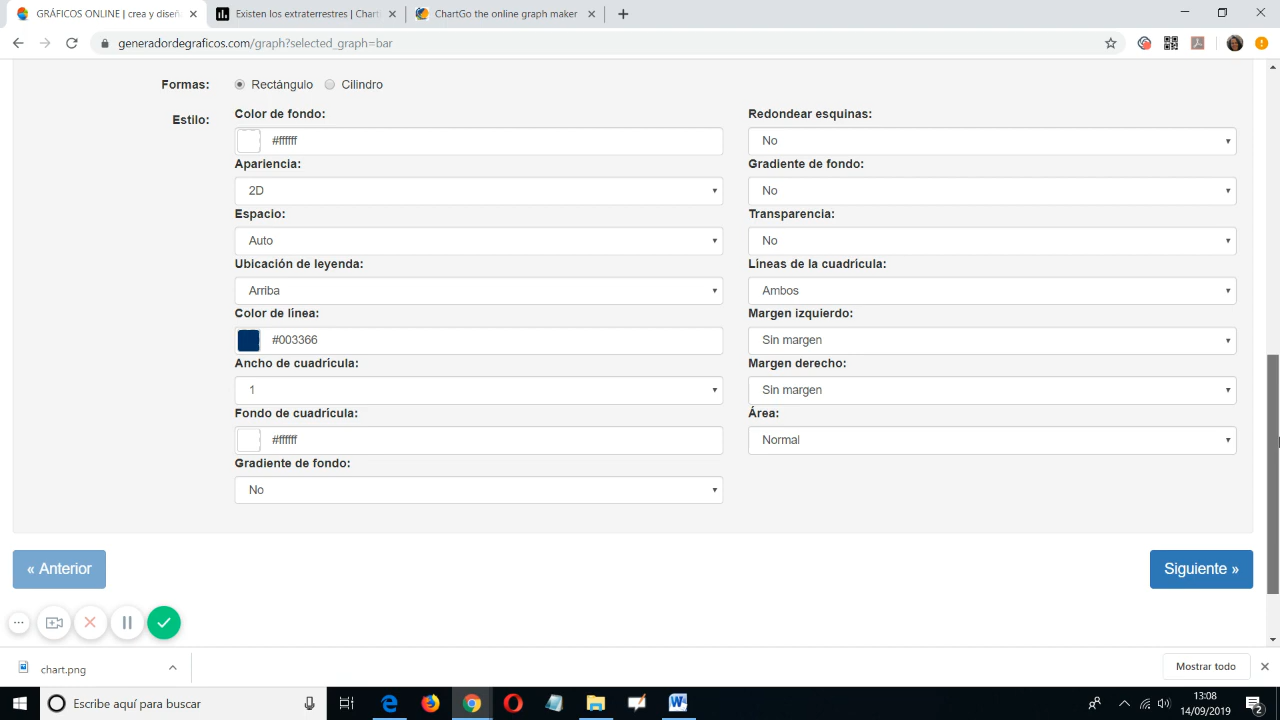 GRÁFICOS ONLINE | crea y diseña
Existen los extraterrestres | Chart
ChartGo the online graph maker
generadordegraficos.com/graph?selected_graph=bar
Formas: Rectángulo Cilindro
Estilo: Color de fondo: Redondear esquinas:
#ffffff No
Apariencia: Gradiente de fondo:
2D No
Espacio: Transparencia:
Auto No
Ubicación de leyenda: Líneas de la cuadrícula:
Arriba Ambos
Color de línea: Margen izquierdo:
#003366 Sin margen
Ancho de cuadrícula: Margen derecho:
1 Sin margen
Fondo de cuadrícula: Área:
#ffffff Normal
Gradiente de fondo:
No
« Anterior Siguiente »
chart.png Mostrar todo
Escribe aquí para buscar
13:08
14/09/2019
2